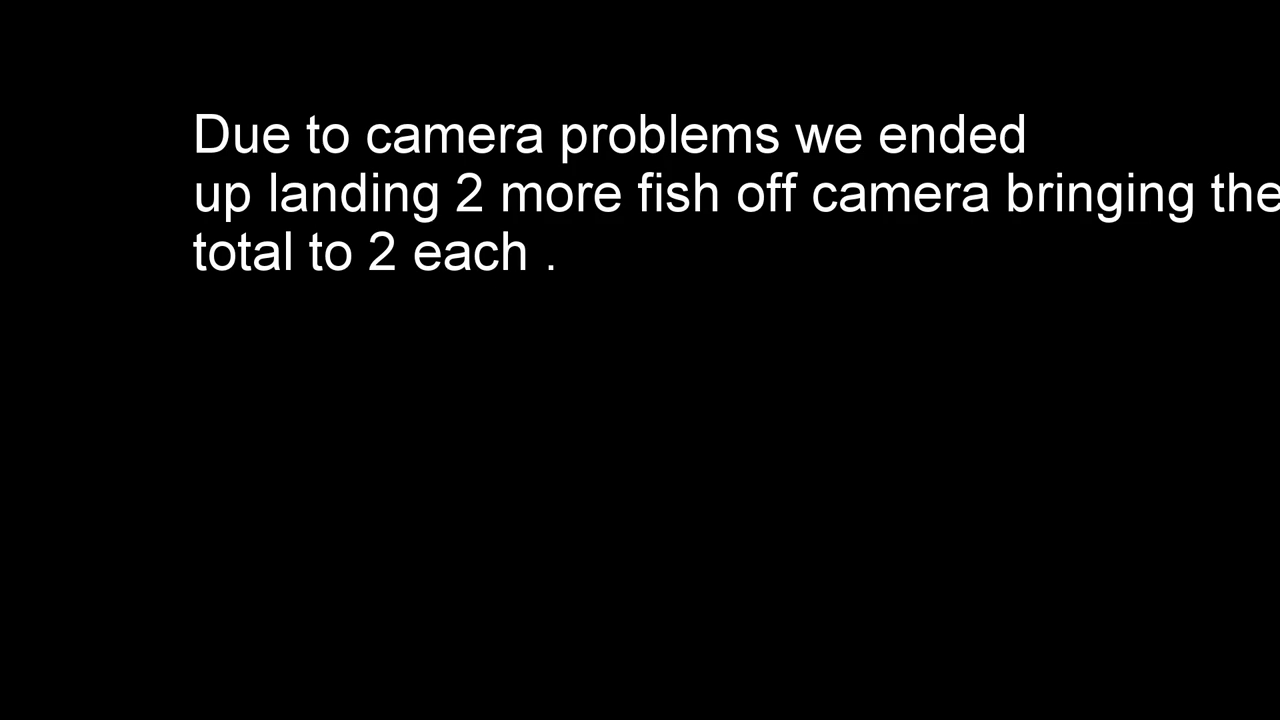 Due to camera problems we ended
up landing 2 more fish off camera bringing the
total to 2 each .